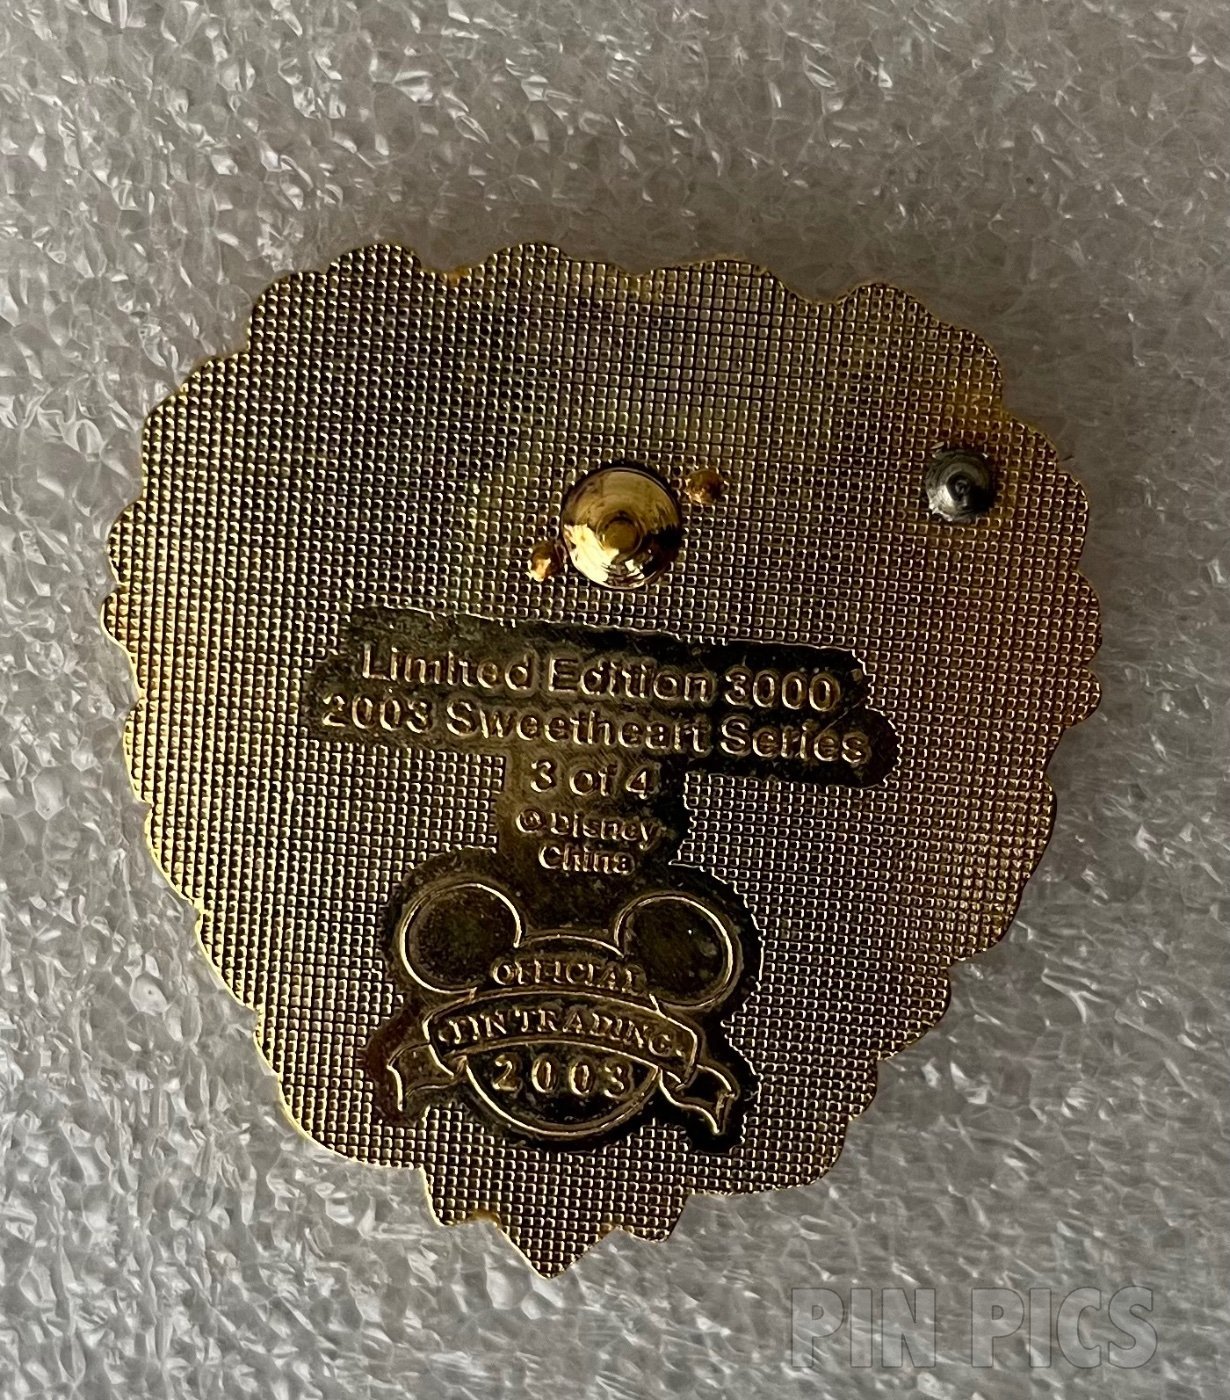 Limited Edition 3000
2003 Sweetheart Series
3 of 4
© Disney
China
OFFICIAL
PIN TRADING
2003
PIN PICS